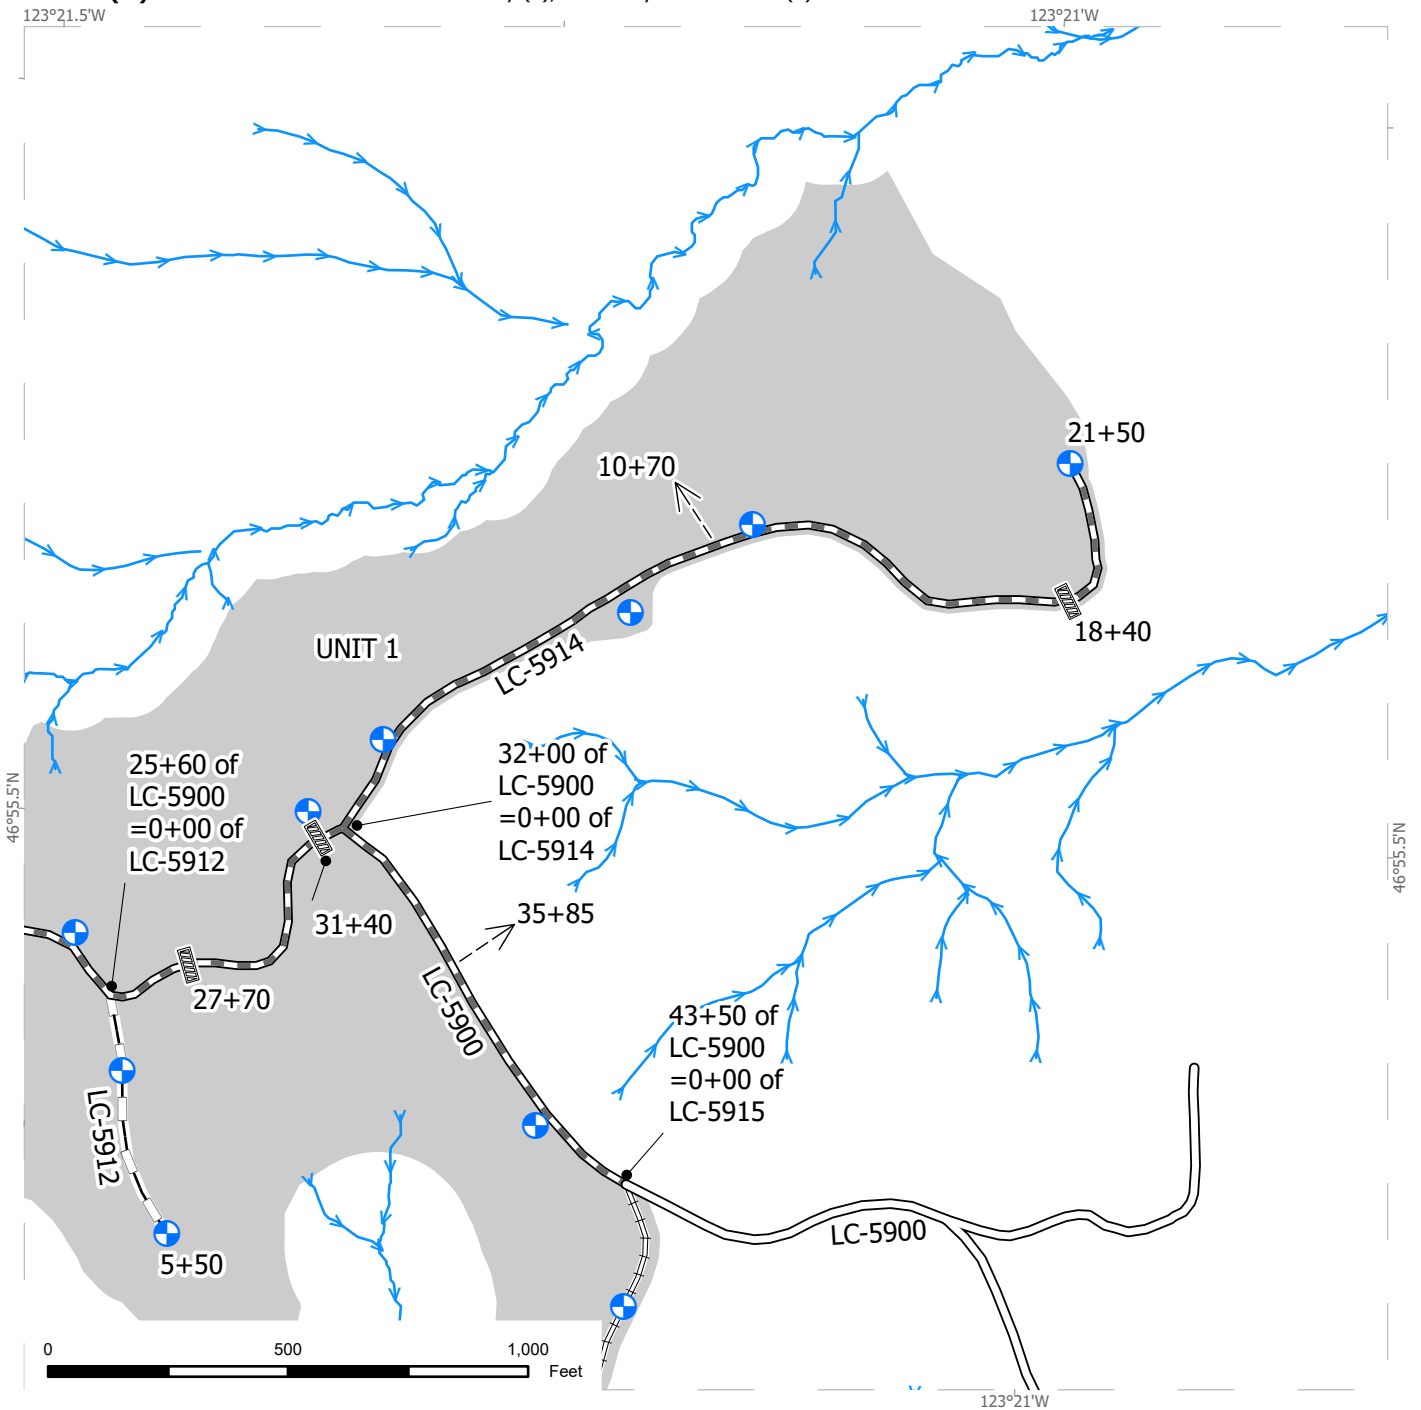 123°21.5'W
123°21'W
21+50
10+70
18+40
UNIT 1
LC-5914
25+60 of
LC-5900
=0+00 of
LC-5912
32+00 of
LC-5900
=0+00 of
LC-5914
46°55.5'N
46°55.5'N
31+40
35+85
27+70
LC-5900
43+50 of
LC-5900
=0+00 of
LC-5915
LC-5912
LC-5900
5+50
0
500
1,000
Feet
123°21'W